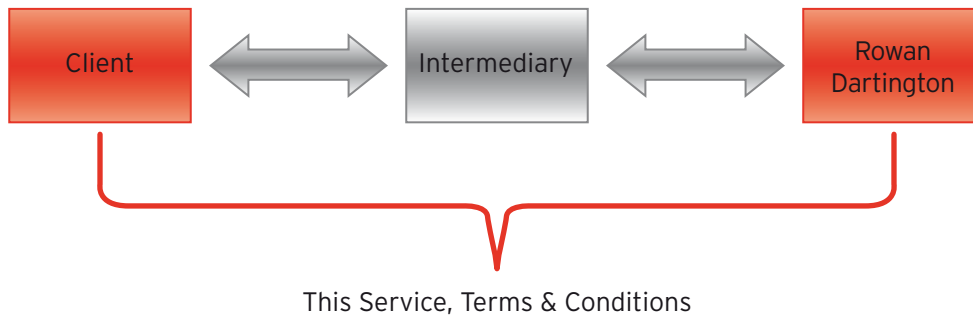 Client
Intermediary
Rowan
Dartington
This Service, Terms & Conditions